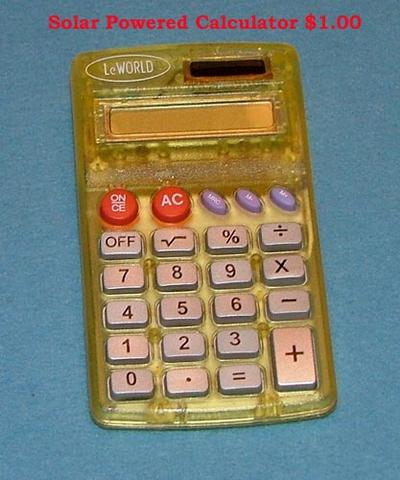 Solar Powered Calculator $1.00
LeWORLD
ON
CE
AC MRC M- M+
OFF √‾ % ÷
7 8 9 X
4 5 6 −
1 2 3 +
0 . =